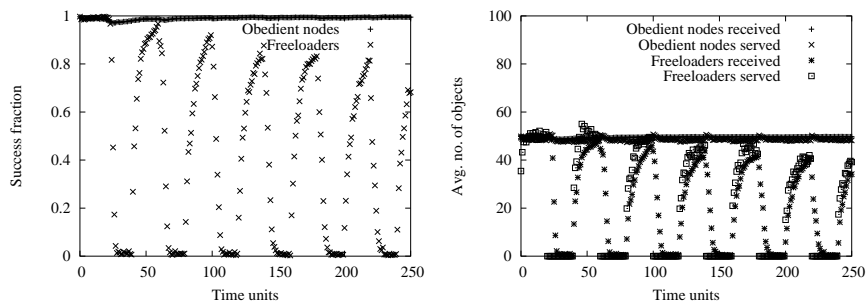 Success fraction
1
0.8
0.6
0.4
0.2
0
0 50 100 150 200 250
Time units
Obedient nodes
Freeloaders
Avg. no. of objects
100
80
60
40
20
0
0 50 100 150 200 250
Time units
Obedient nodes received
Obedient nodes served
Freeloaders received
Freeloaders served